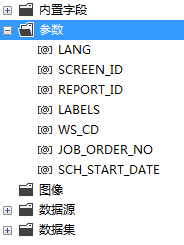 内置字段
参数
LANG
SCREEN_ID
REPORT_ID
LABELS
WS_CD
JOB_ORDER_NO
SCH_START_DATE
图像
数据源
数据集